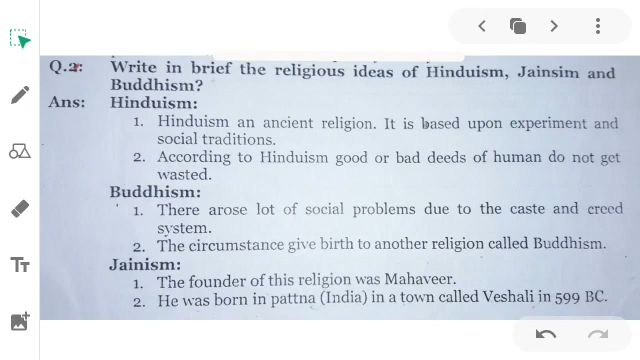 Q.2: Write in brief the religious ideas of Hinduism, Jainsim and
Buddhism?
Ans: Hinduism:
1. Hinduism an ancient religion. It is based upon experiment and
social traditions.
2. According to Hinduism good or bad deeds of human do not get
wasted.
Buddhism:
1. There arose lot of social problems due to the caste and creed
system.
2. The circumstance give birth to another religion called Buddhism.
Jainism:
1. The founder of this religion was Mahaveer.
2. He was born in pattna (India) in a town called Veshali in 599 BC.
Tт